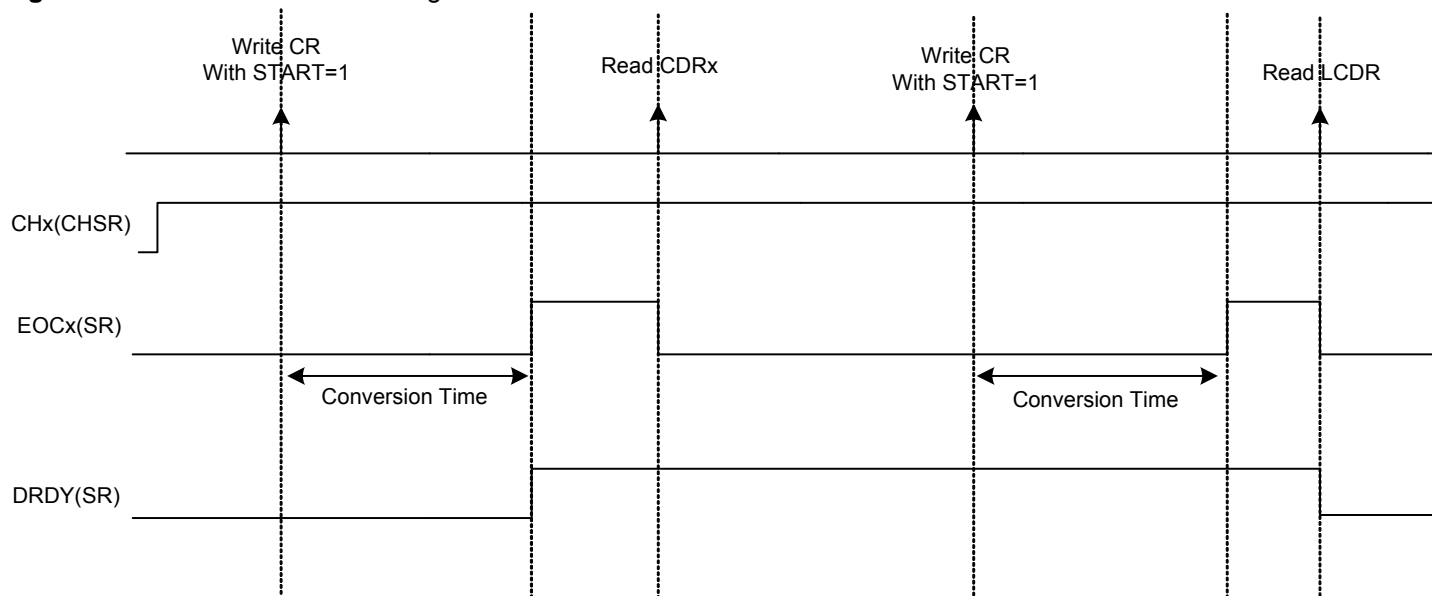 Write CR
With START=1
Read CDRx
Write CR
With START=1
Read LCDR
CHx(CHSR)
EOCx(SR)
Conversion Time
Conversion Time
DRDY(SR)